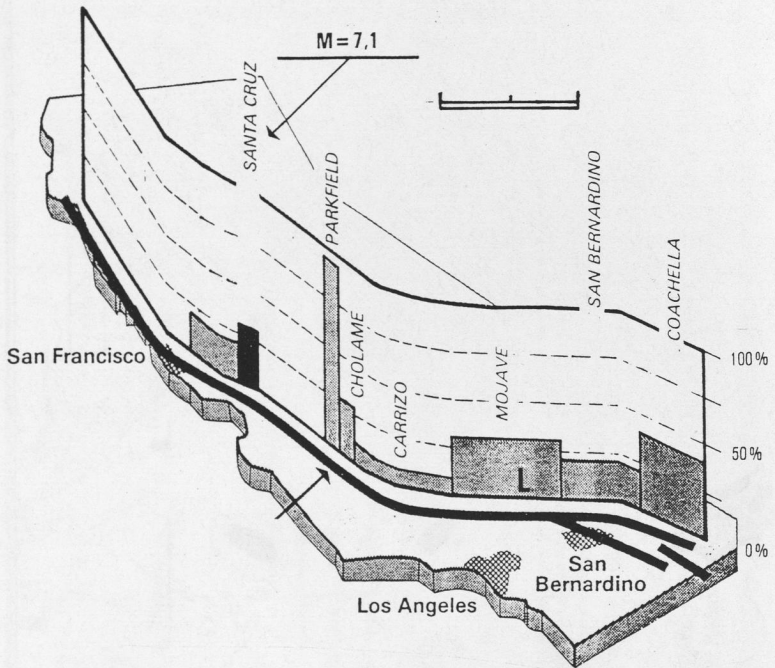 M = 7,1
SANTA CRUZ
PARKFIELD
SAN BERNARDINO
COACHELLA
CHOLAME
CARRIZO
MOJAVE
San Francisco
100%
50%
L
0%
San
Bernardino
Los Angeles